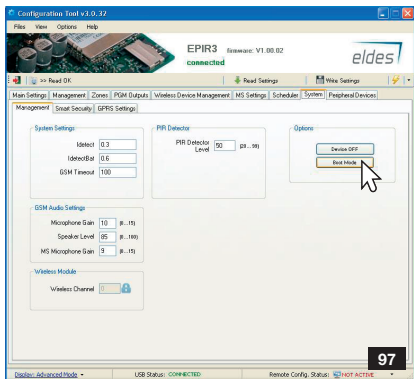 Configuration Tool v3.0.32
Files View Options Help
EPIR3 firmware: V1.00.02
connected
eldes
>> Read OK
Read Settings
Write Settings
Main Settings Management Zones PGM Outputs Wireless Device Management MS Settings Scheduler System Peripheral Devices
Management Smart Security GPRS Settings
System Settings
Idetect 0.3
IdetectBat 0.6
GSM Timeout 100
PIR Detector
PIR Detector Level 50 (20...90)
Options
Device OFF
Boot Mode
GSM Audio Settings
Microphone Gain 10 (0...15)
Speaker Level 85 (0...100)
MS Microphone Gain 9 (0...15)
Wireless Module
Wireless Channel 0
97
Display: Advanced Mode
USB Status: CONNECTED
Remote Config. Status: NOT ACTIVE